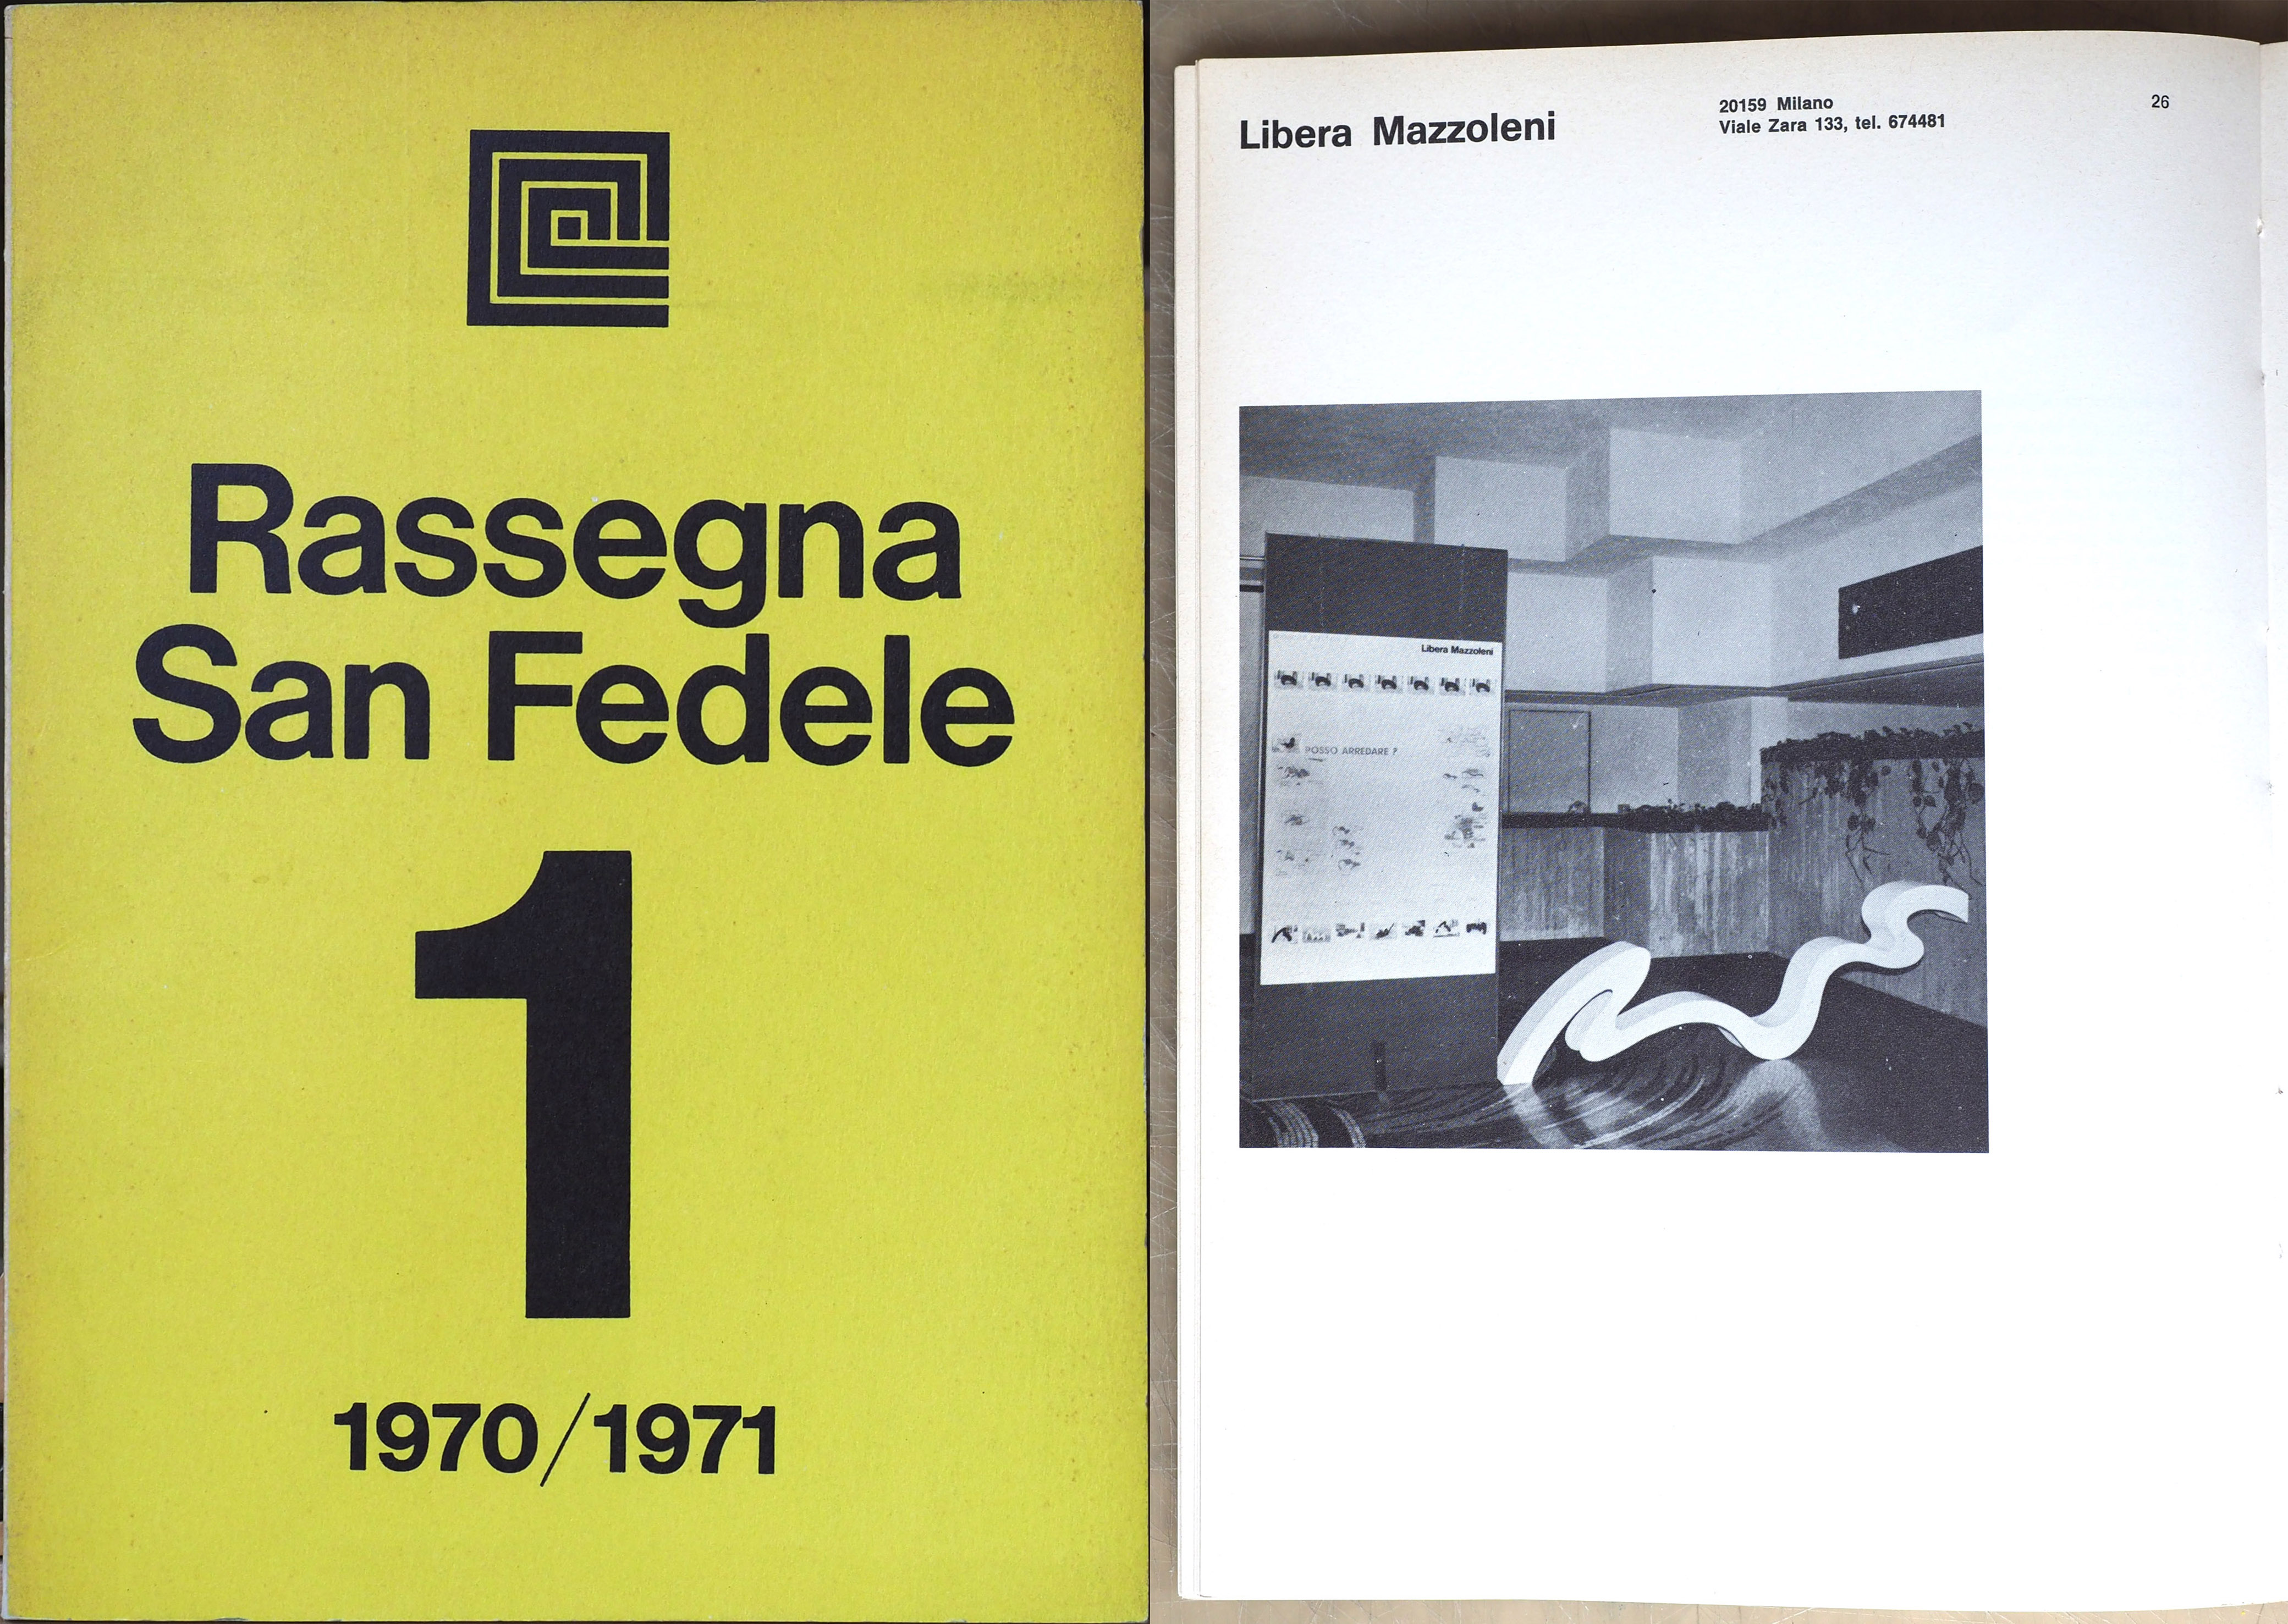 Rassegna
San Fedele
1
1970/1971
Libera Mazzoleni
20159 Milano
Viale Zara 133, tel. 674481
26
Libera Mazzoleni
POSSO ARREDARE ?